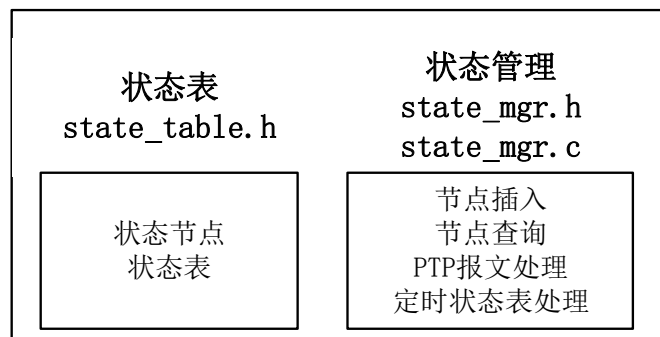 状态表
state_table.h
状态节点
状态表
状态管理
state_mgr.h
state_mgr.c
节点插入
节点查询
PTP报文处理
定时状态表处理